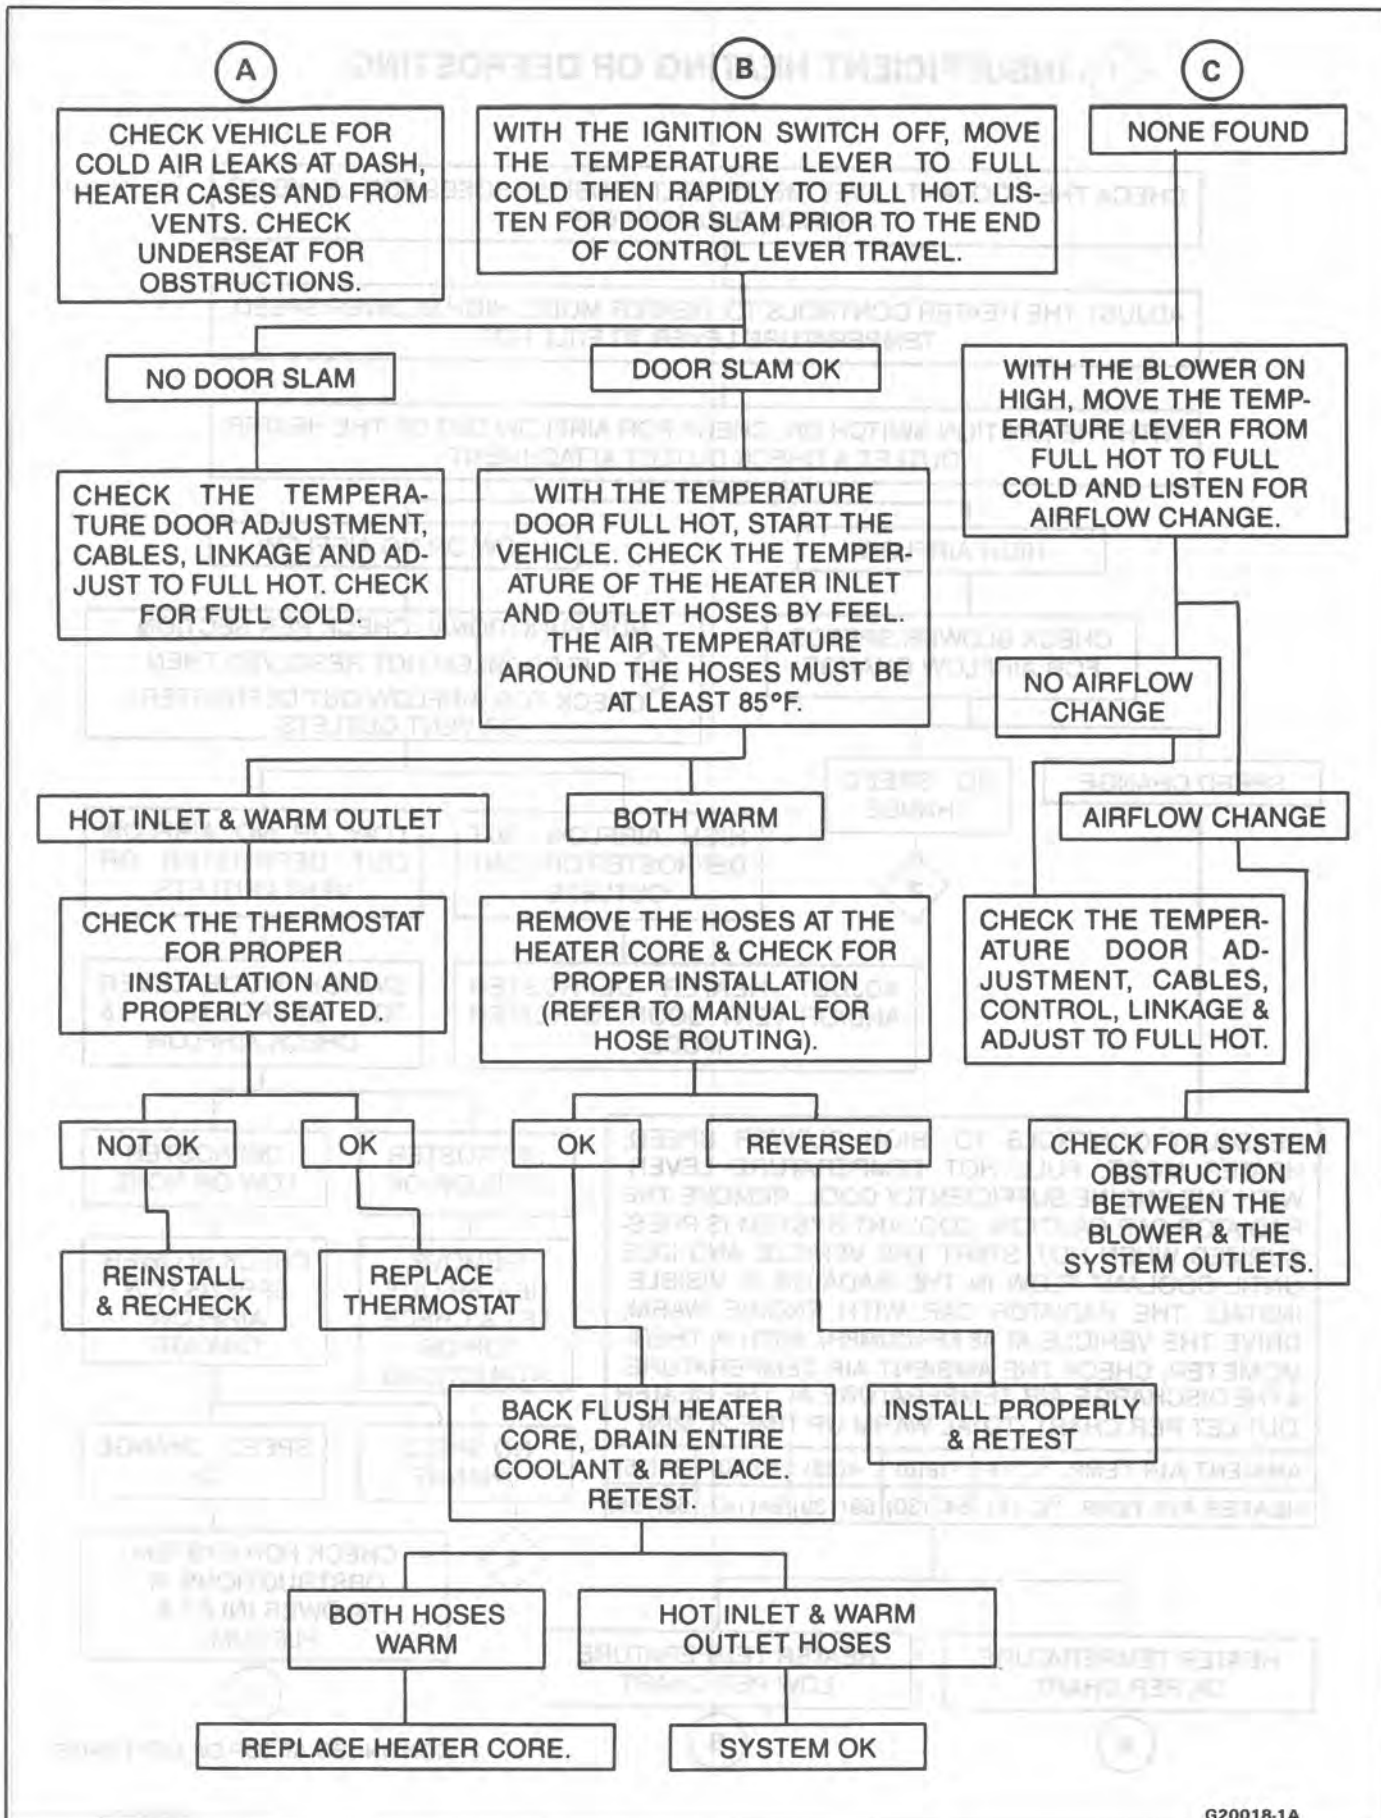 A
CHECK VEHICLE FOR
COLD AIR LEAKS AT DASH,
HEATER CASES AND FROM
VENTS. CHECK
UNDERSEAT FOR
OBSTRUCTIONS.
B
WITH THE IGNITION SWITCH OFF, MOVE
THE TEMPERATURE LEVER TO FULL
COLD THEN RAPIDLY TO FULL HOT. LIS-
TEN FOR DOOR SLAM PRIOR TO THE END
OF CONTROL LEVER TRAVEL.
C
NONE FOUND
NO DOOR SLAM
DOOR SLAM OK
WITH THE BLOWER ON
HIGH, MOVE THE TEMP-
ERATURE LEVER FROM
FULL HOT TO FULL
COLD AND LISTEN FOR
AIRFLOW CHANGE.
CHECK THE TEMPERA-
TURE DOOR ADJUSTMENT,
CABLES, LINKAGE AND AD-
JUST TO FULL HOT. CHECK
FOR FULL COLD.
WITH THE TEMPERATURE
DOOR FULL HOT, START THE
VEHICLE. CHECK THE TEMPER-
ATURE OF THE HEATER INLET
AND OUTLET HOSES BY FEEL.
THE AIR TEMPERATURE
AROUND THE HOSES MUST BE
AT LEAST 85°F.
NO AIRFLOW
CHANGE
HOT INLET & WARM OUTLET
BOTH WARM
AIRFLOW CHANGE
CHECK THE THERMOSTAT
FOR PROPER
INSTALLATION AND
PROPERLY SEATED.
REMOVE THE HOSES AT THE
HEATER CORE & CHECK FOR
PROPER INSTALLATION
(REFER TO MANUAL FOR
HOSE ROUTING).
CHECK THE TEMPER-
ATURE DOOR AD-
JUSTMENT, CABLES,
CONTROL, LINKAGE &
ADJUST TO FULL HOT.
NOT OK
OK
OK
REVERSED
CHECK FOR SYSTEM
OBSTRUCTION
BETWEEN THE
BLOWER & THE
SYSTEM OUTLETS.
REINSTALL
& RECHECK
REPLACE
THERMOSTAT
BACK FLUSH HEATER
CORE, DRAIN ENTIRE
COOLANT & REPLACE.
RETEST.
INSTALL PROPERLY
& RETEST
BOTH HOSES
WARM
HOT INLET & WARM
OUTLET HOSES
REPLACE HEATER CORE.
SYSTEM OK
G20018-1A